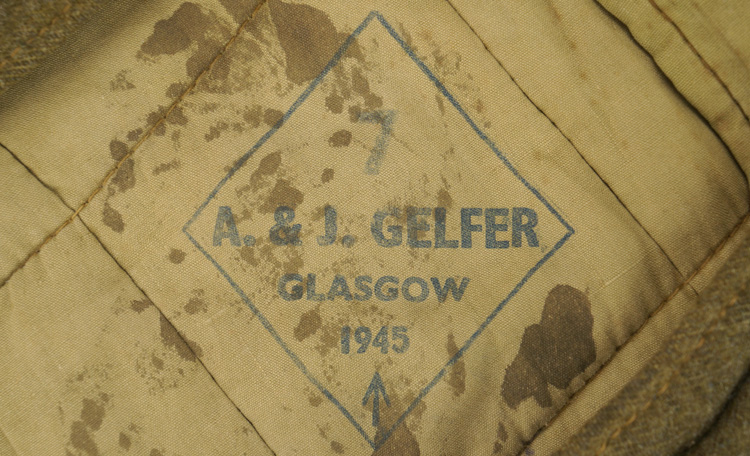 7
A. & J. GELFER
GLASGOW
1945